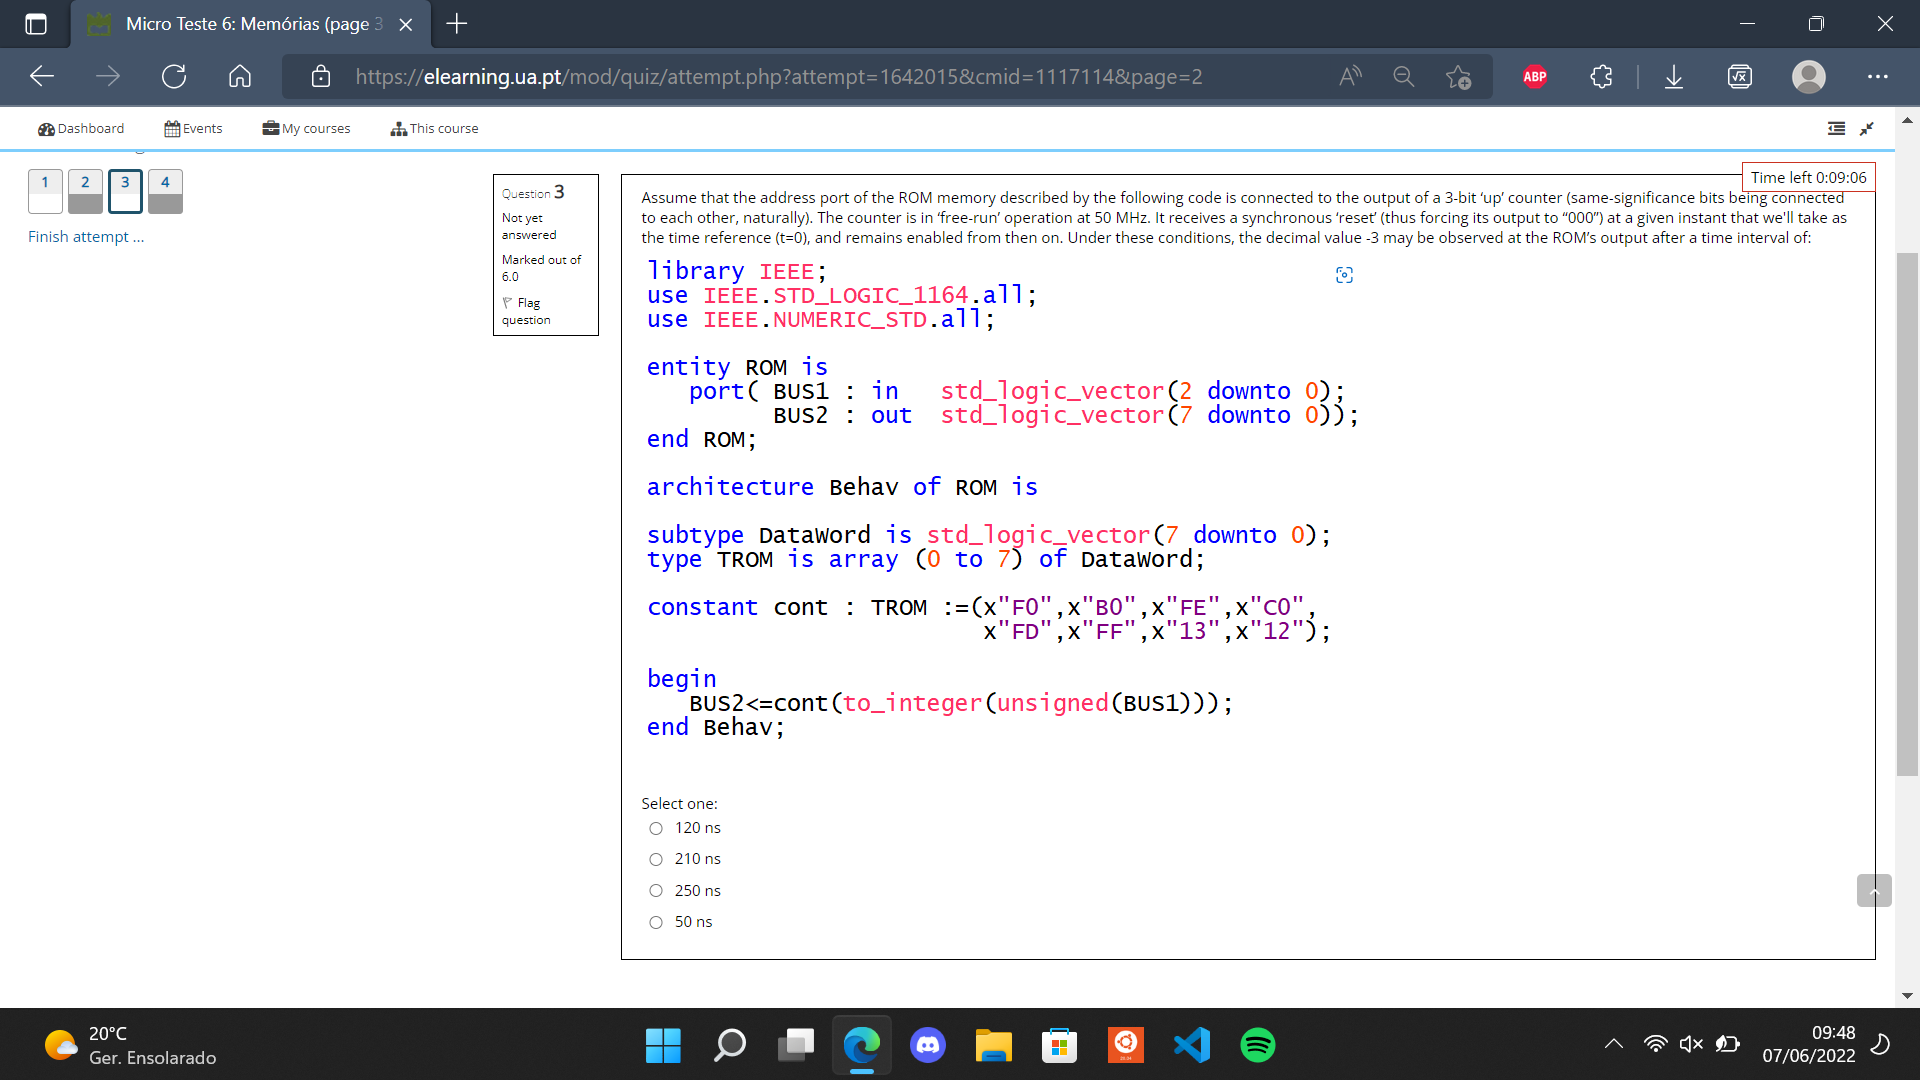 Micro Teste 6: Memórias (page 3
https://elearning.ua.pt/mod/quiz/attempt.php?attempt=1642015&cmid=1117114&page=2
ABP
Dashboard
Events
My courses
This course
1
2
3
4
Finish attempt ...
Question 3
Not yet
answered
Marked out of
6.0
Flag
question
Time left 0:09:06
Assume that the address port of the ROM memory described by the following code is connected to the output of a 3-bit ‘up’ counter (same-significance bits being connected
to each other, naturally). The counter is in ‘free-run’ operation at 50 MHz. It receives a synchronous ‘reset’ (thus forcing its output to “000”) at a given instant that we'll take as
the time reference (t=0), and remains enabled from then on. Under these conditions, the decimal value -3 may be observed at the ROM’s output after a time interval of:
library IEEE;
use IEEE.STD_LOGIC_1164.all;
use IEEE.NUMERIC_STD.all;
entity ROM is
port( BUS1 : in std_logic_vector(2 downto 0);
BUS2 : out std_logic_vector(7 downto 0));
end ROM;
architecture Behav of ROM is
subtype DataWord is std_logic_vector(7 downto 0);
type TROM is array (0 to 7) of DataWord;
constant cont : TROM :=(x"F0",x"B0",x"FE",x"C0",
x"FD",x"FF",x"13",x"12");
begin
BUS2<=cont(to_integer(unsigned(BUS1)));
end Behav;
Select one:
120 ns
210 ns
250 ns
50 ns
20°C
Ger. Ensolarado
09:48
07/06/2022